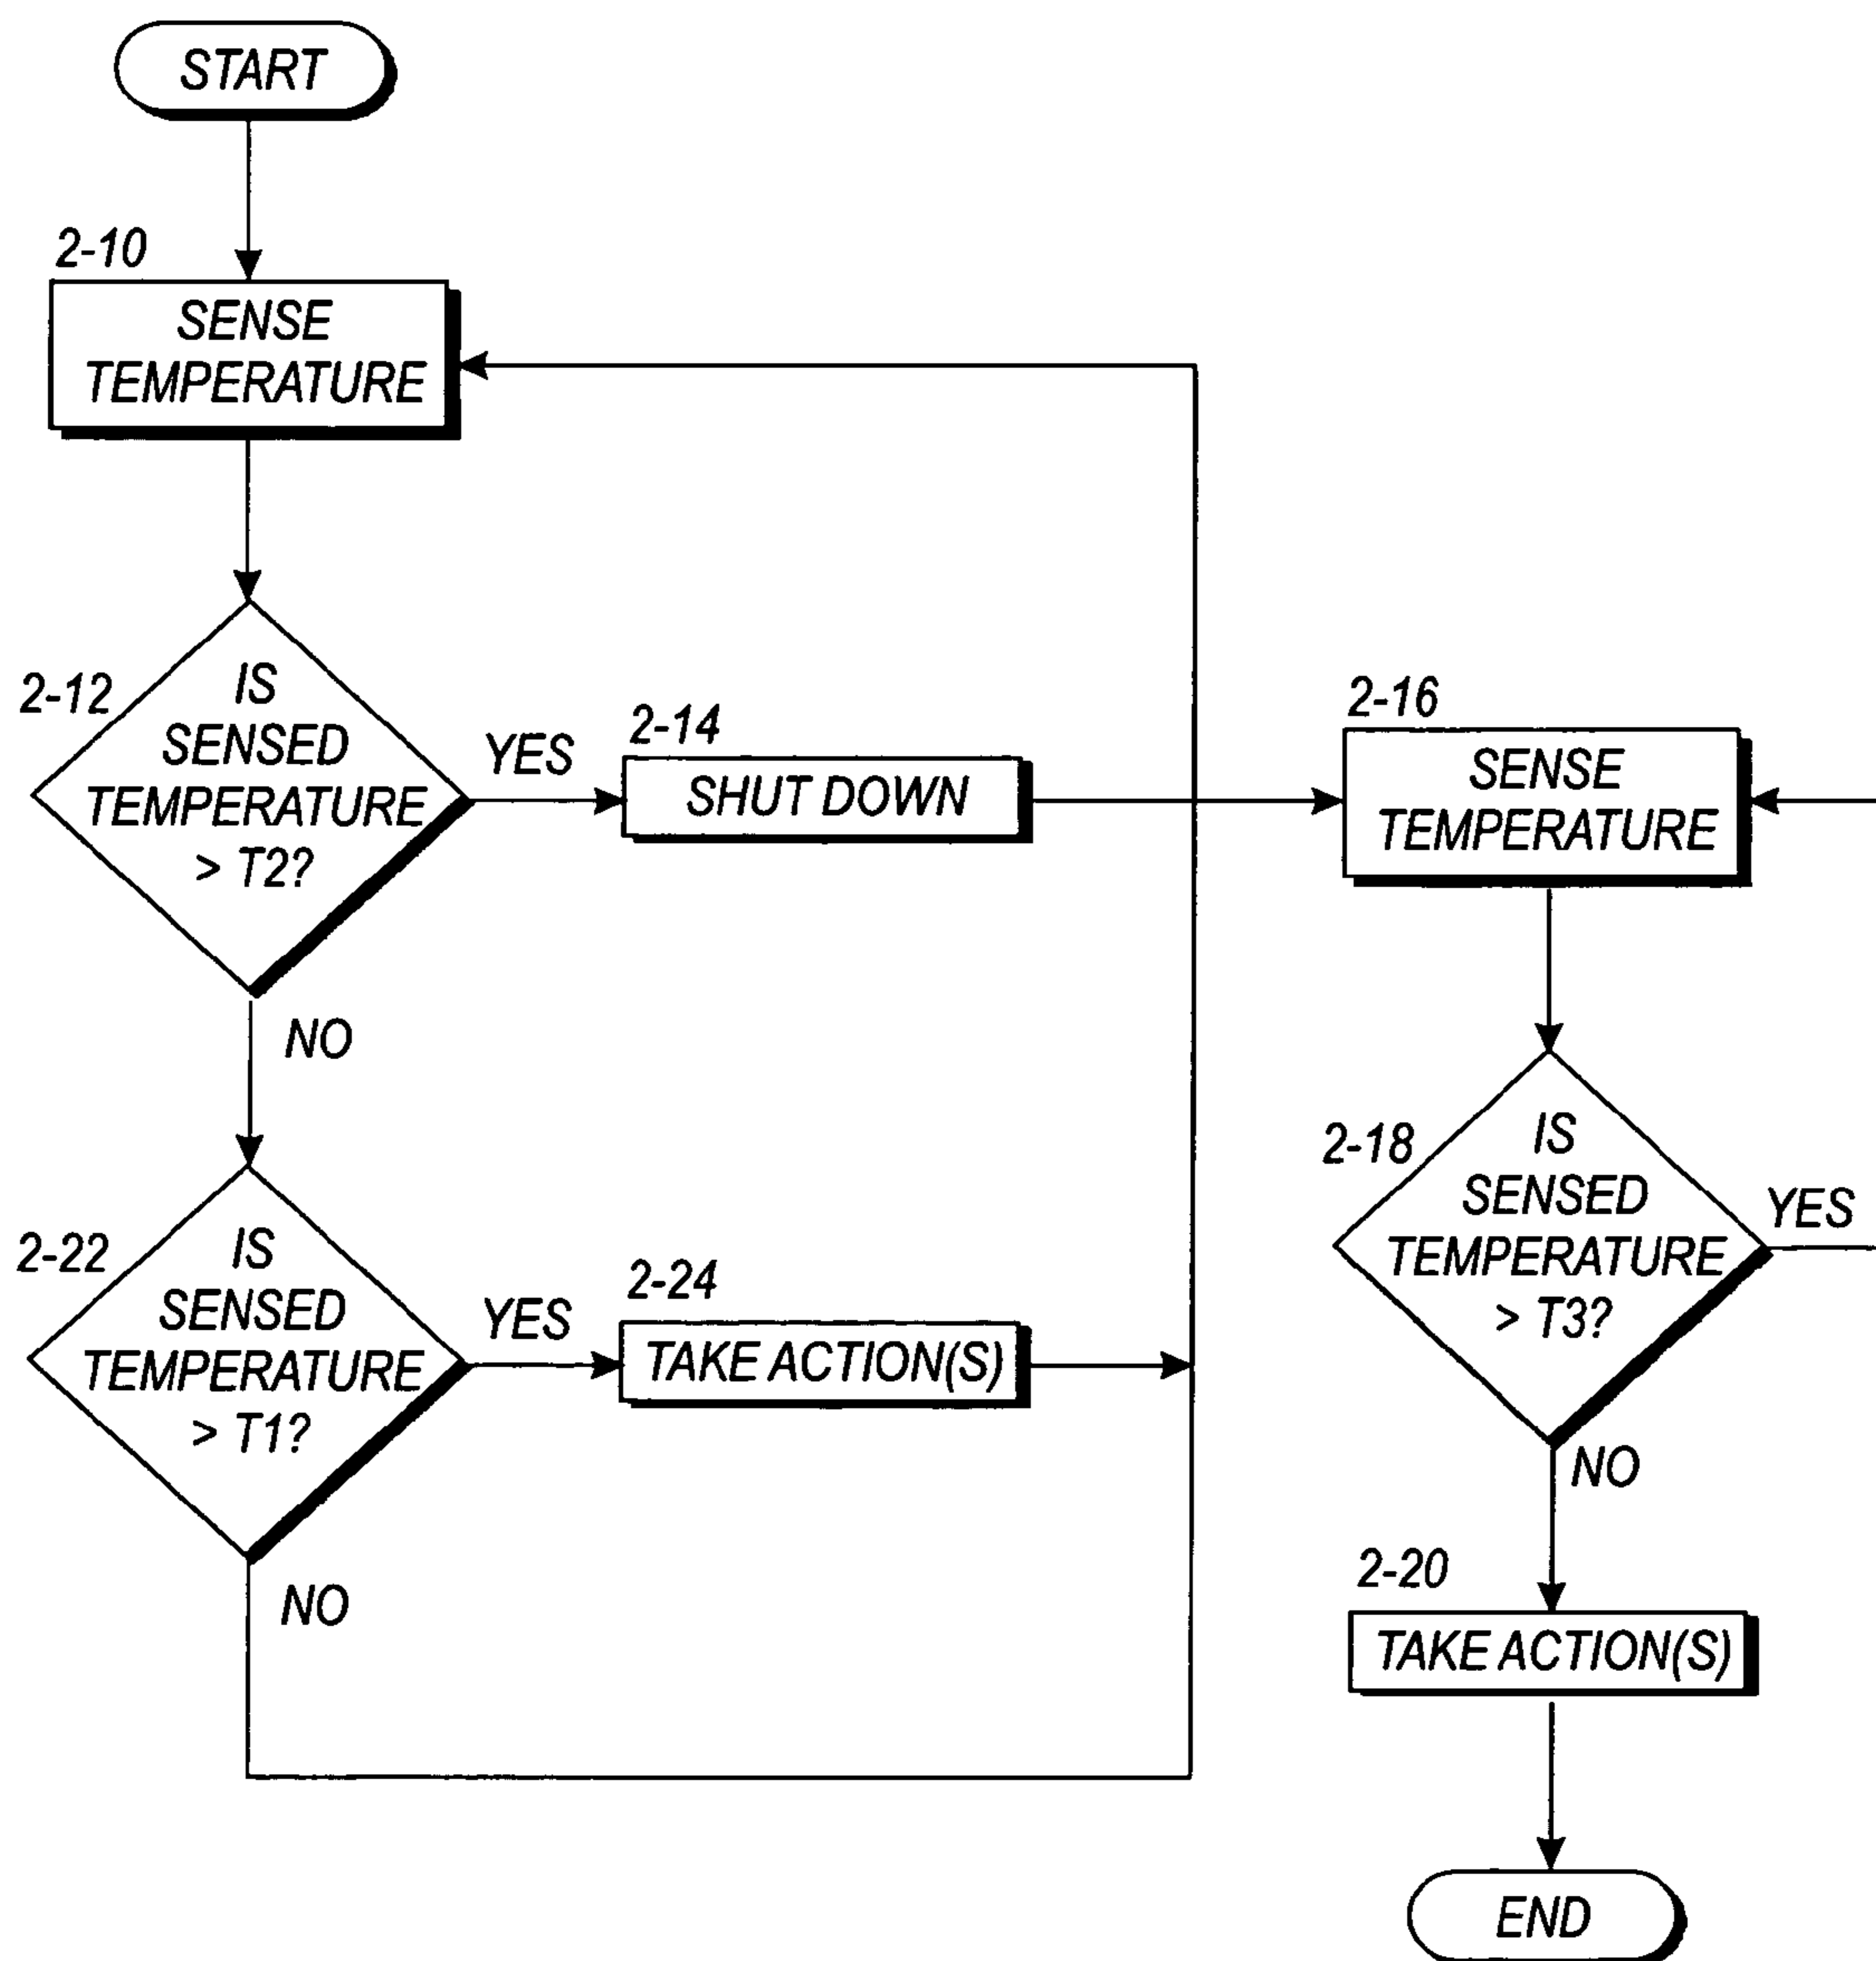 START
2-10
SENSE
TEMPERATURE
2-12
IS
SENSED
TEMPERATURE
> T2?
YES
2-14
SHUT DOWN
2-16
SENSE
TEMPERATURE
NO
2-18
IS
SENSED
TEMPERATURE
> T3?
YES
2-22
IS
SENSED
TEMPERATURE
> T1?
YES
2-24
TAKE ACTION(S)
NO
NO
2-20
TAKE ACTION(S)
END